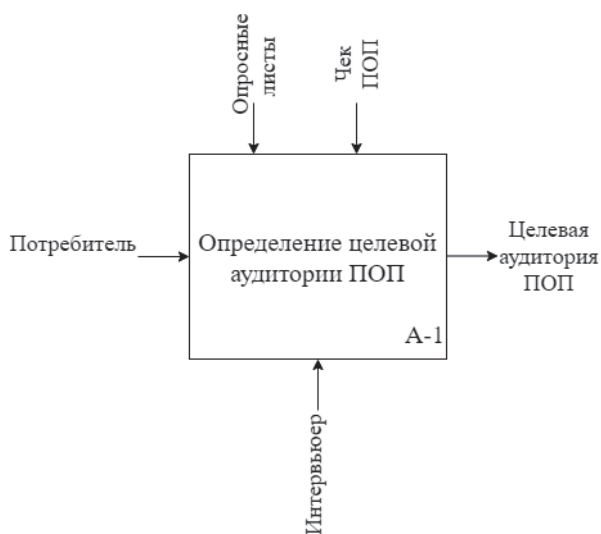 Опросные
листы
Чек
ПОП
Потребитель
Определение целевой
аудитории ПОП
А-1
Целевая
аудитория
ПОП
Интервьюер